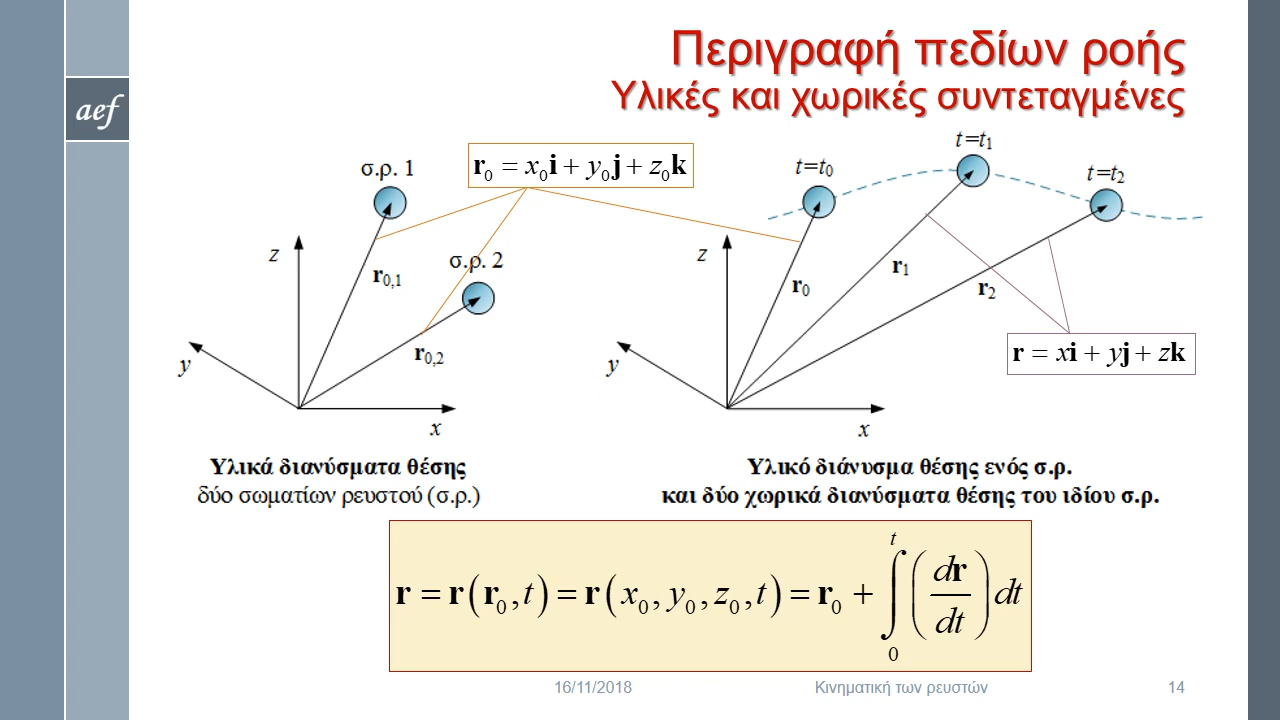 Περιγραφή πεδίων ροής
Υλικές και χωρικές συντεταγμένες
aef
σ.ρ. 1
r₀ = x₀i + y₀j + z₀k
t=t₀
t=t₁
t=t₂
z
σ.ρ. 2
r₀,₁
r₀,₂
y
x
z
r₀
r₁
r₂
y
x
r = xi + yj + zk
Υλικά διανύσματα θέσης
δύο σωματίων ρευστού (σ.ρ.)
Υλικό διάνυσμα θέσης ενός σ.ρ.
και δύο χωρικά διανύσματα θέσης του ιδίου σ.ρ.
r = r(r₀,t) = r(x₀,y₀,z₀,t) = r₀ + ∫₀ᵗ (dr/dt) dt
16/11/2018
Κινηματική των ρευστών
14